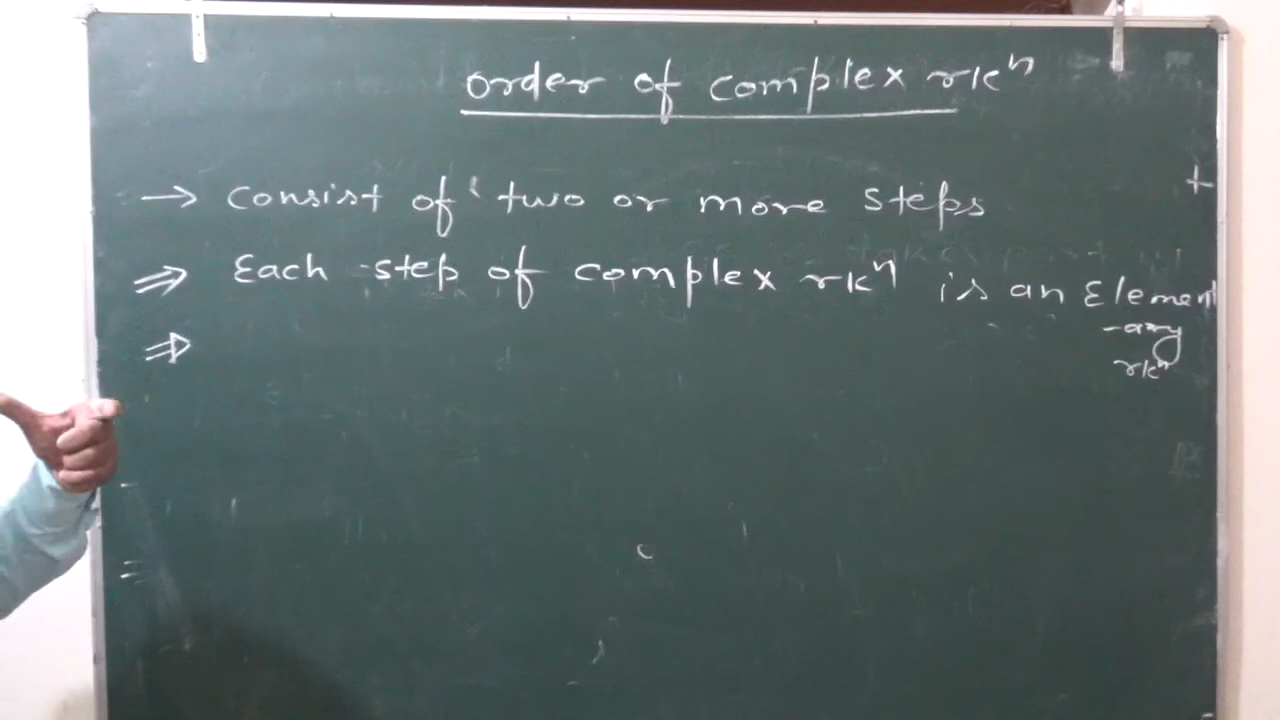 order of complex rkⁿ
→ consist of two or more steps
⇒ Each step of complex rkⁿ is an Element
-ary
rkⁿ
⇒